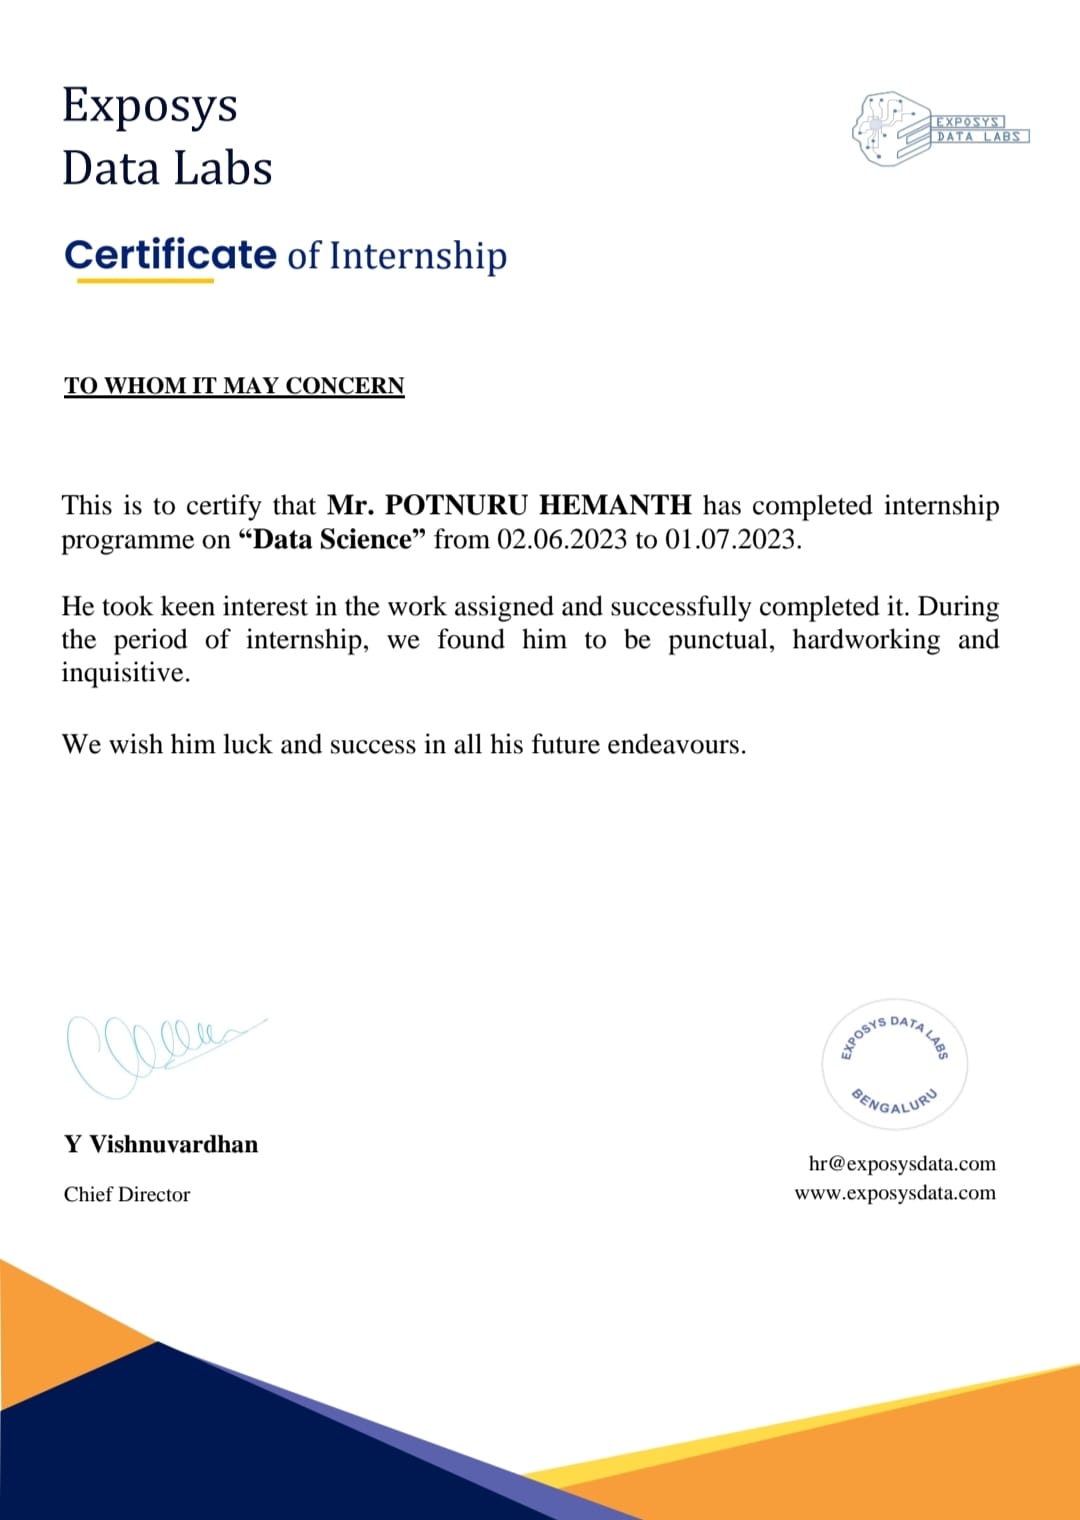 Exposys
Data Labs
EXPOSYS
DATA LABS
Certificate of Internship
TO WHOM IT MAY CONCERN
This is to certify that Mr. POTNURU HEMANTH has completed internship
programme on “Data Science” from 02.06.2023 to 01.07.2023.
He took keen interest in the work assigned and successfully completed it. During
the period of internship, we found him to be punctual, hardworking and
inquisitive.
We wish him luck and success in all his future endeavours.
EXPOSYS DATA LABS
BENGALURU
Y Vishnuvardhan
Chief Director
hr@exposysdata.com
www.exposysdata.com